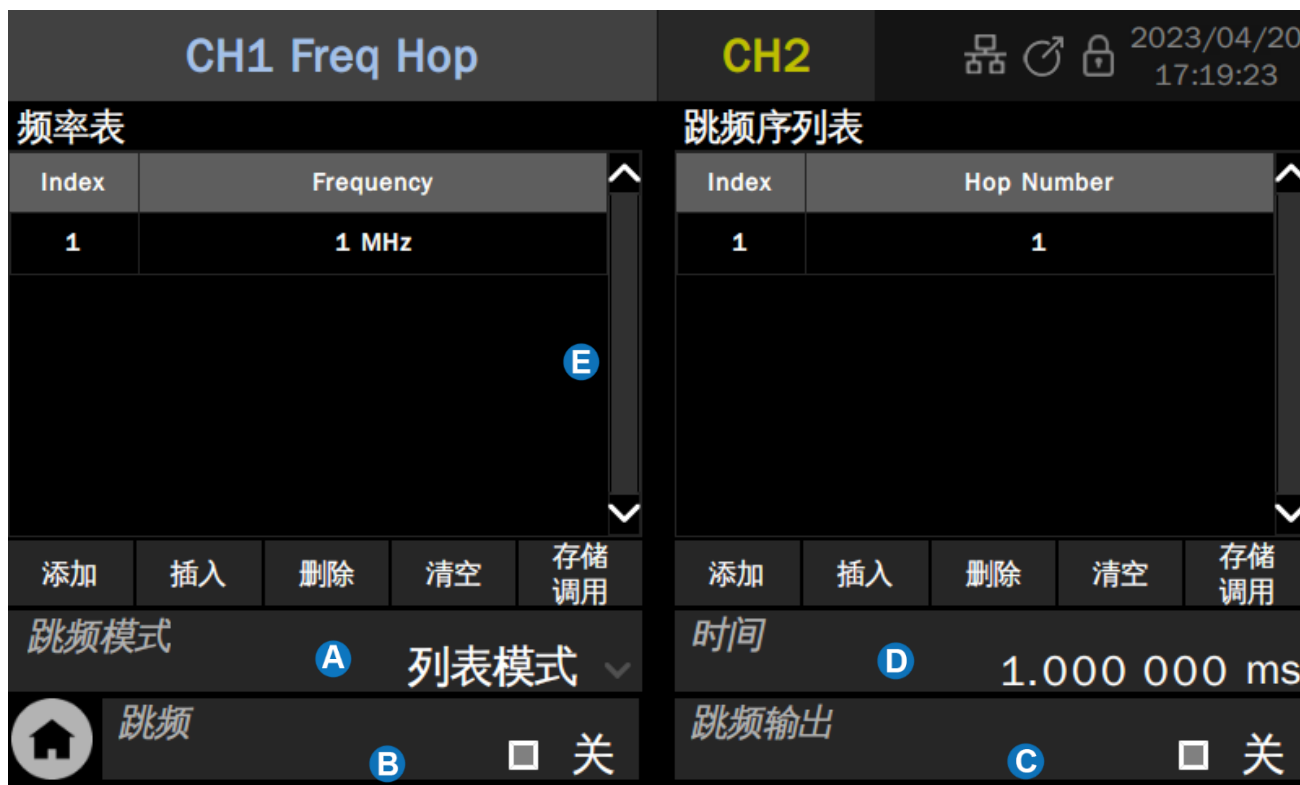 CH1 Freq Hop
CH2
2023/04/20
17:19:23
频率表
Index Frequency
1 1 MHz
E
添加 插入 删除 清空 存储
调用
跳频序列表
Index Hop Number
1 1
添加 插入 删除 清空 存储
调用
跳频模式
A
列表模式
时间
D
1.000 000 ms
跳频
B
关
跳频输出
C
关